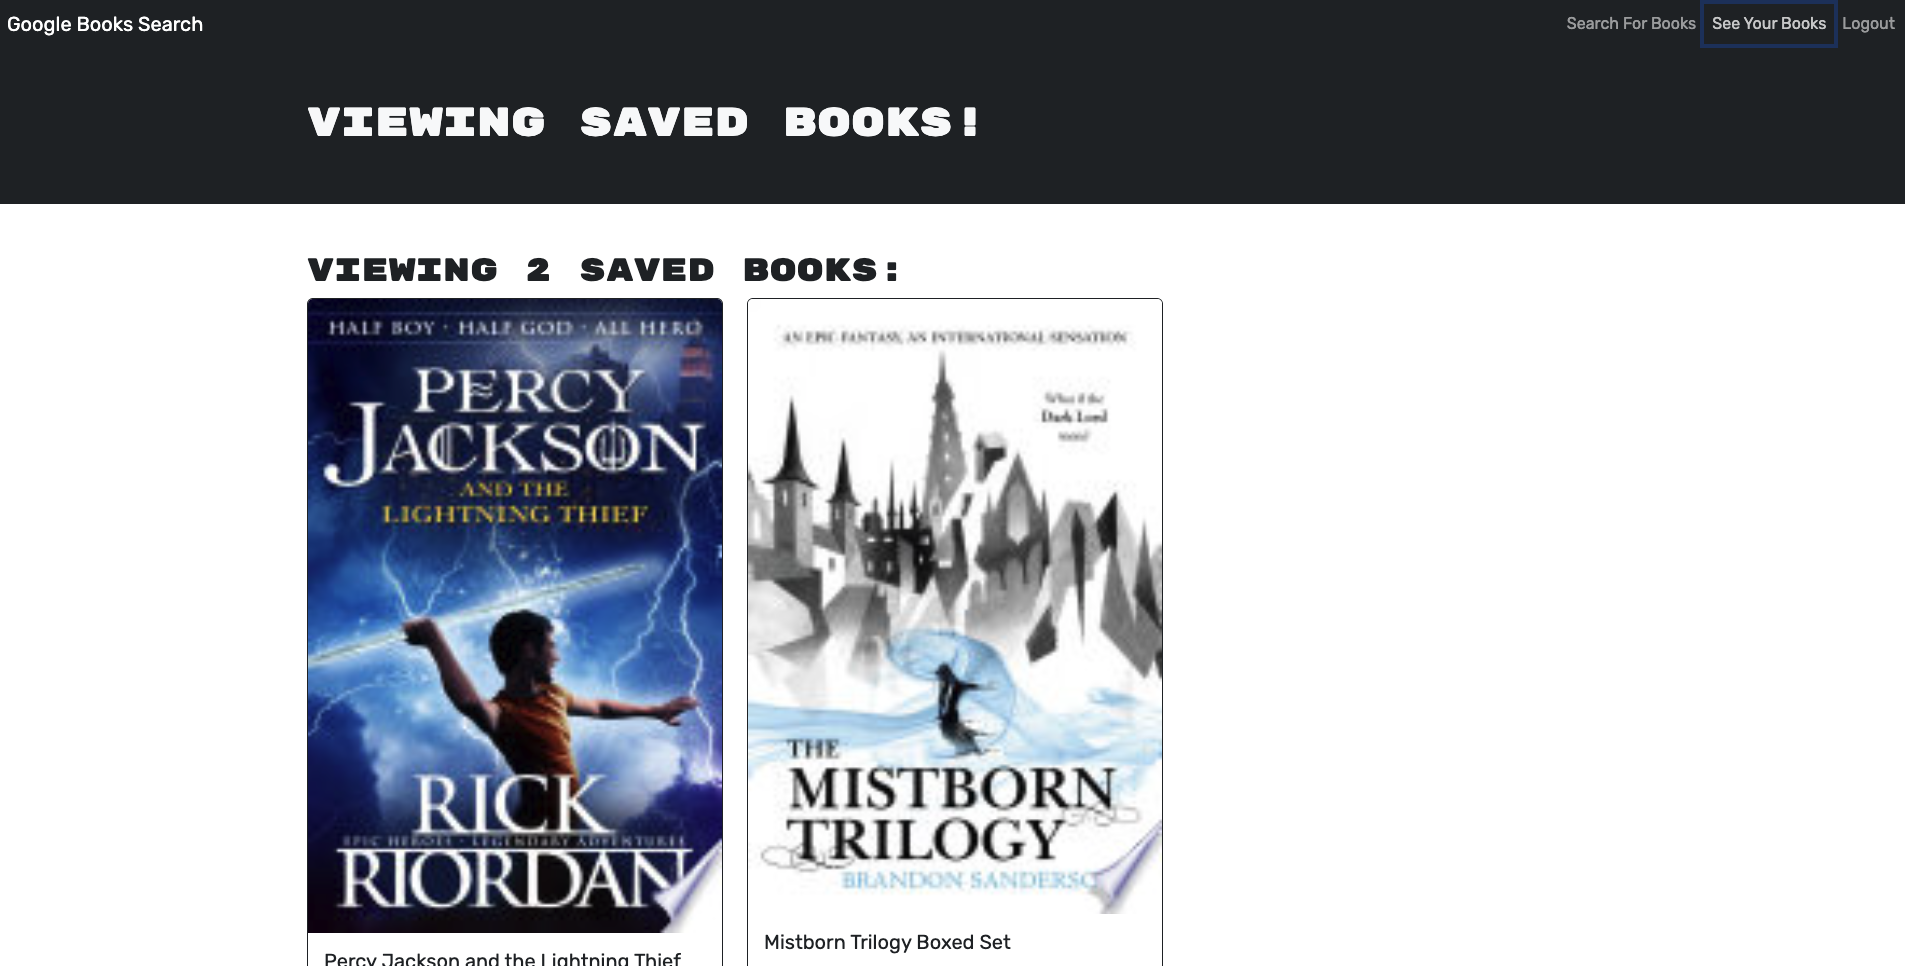 Google Books Search
Search For Books
See Your Books
Logout
VIEWING SAVED BOOKS!
VIEWING 2 SAVED BOOKS:
HALF BOY · HALF GOD · ALL HERO
PERCY
JACKSON
AND THE
LIGHTNING THIEF
RICK
EPIC HEROES · LEGENDARY ADVENTURES
RIORDAN
Percy Jackson and the Lightning Thief
AN EPIC FANTASY, AN INTERNATIONAL SENSATION
What if the
Dark Lord
won?
THE
MISTBORN
TRILOGY
BRANDON SANDERSO
Mistborn Trilogy Boxed Set